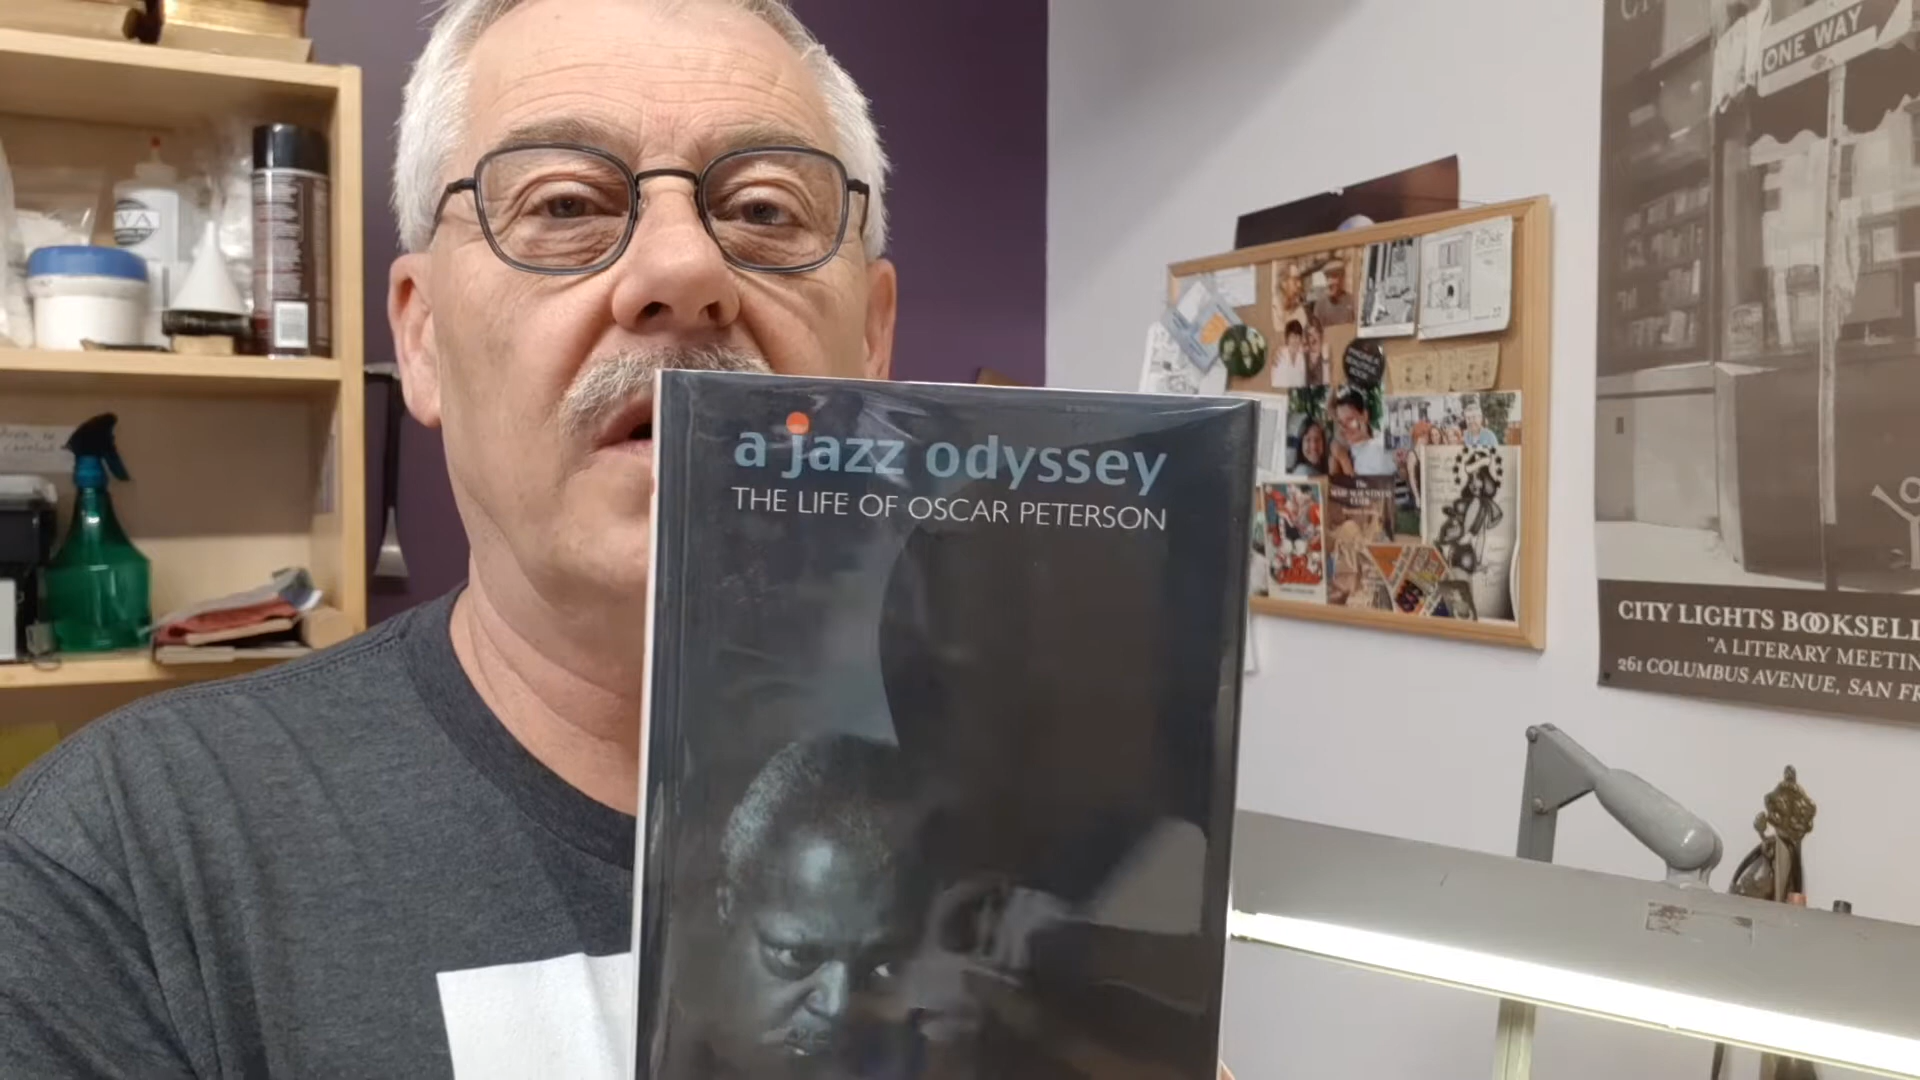 a jazz odyssey
THE LIFE OF OSCAR PETERSON
ONE WAY
VA
CITY LIGHTS BOOKSELL
"A LITERARY MEETIN
261 COLUMBUS AVENUE, SAN FR